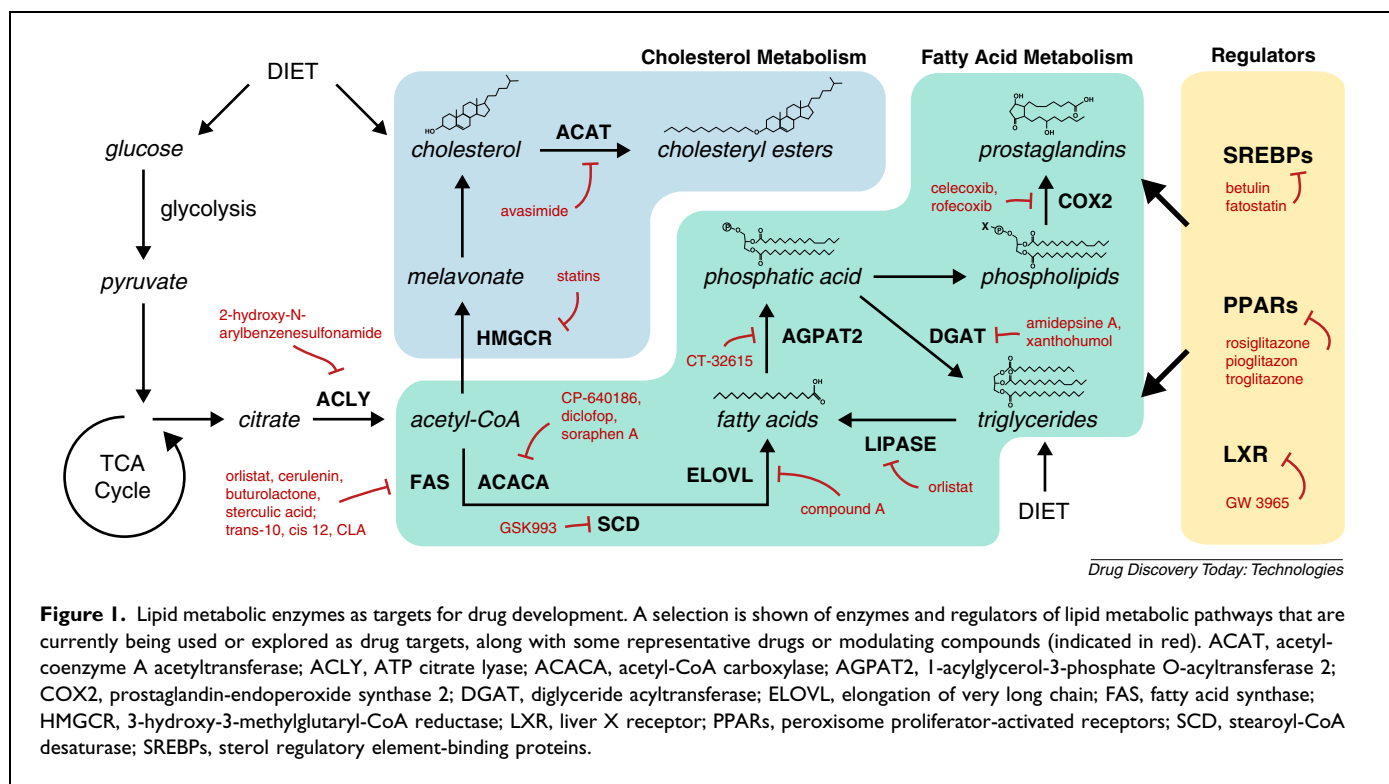 Cholesterol Metabolism
Fatty Acid Metabolism
Regulators
DIET
glucose
glycolysis
pyruvate
TCA
Cycle
citrate
ACLY
2-hydroxy-N-
arylbenzenesulfonamide
HO
cholesterol
ACAT
O
cholesteryl esters
avasimide
melavonate
statins
HMGCR
acetyl-CoA
CP-640186,
diclofop,
soraphen A
FAS
ACACA
orlistat, cerulenin,
buturolactone,
sterculic acid;
trans-10, cis 12, CLA
GSK993
SCD
ELOVL
compound A
OH
O
fatty acids
CT-32615
AGPAT2
P
O
O
O
O
O
phosphatic acid
X
P
O
O
O
O
O
phospholipids
celecoxib,
rofecoxib
COX2
OH
OH
O
O
OH
prostaglandins
DGAT
amidepsine A,
xanthohumol
O
O
O
O
O
O
triglycerides
LIPASE
orlistat
DIET
SREBPs
betulin
fatostatin
PPARs
rosiglitazone
pioglitazon
troglitazone
LXR
GW 3965
Drug Discovery Today: Technologies
Figure 1. Lipid metabolic enzymes as targets for drug development. A selection is shown of enzymes and regulators of lipid metabolic pathways that are
currently being used or explored as drug targets, along with some representative drugs or modulating compounds (indicated in red). ACAT, acetyl-
coenzyme A acetyltransferase; ACLY, ATP citrate lyase; ACACA, acetyl-CoA carboxylase; AGPAT2, 1-acylglycerol-3-phosphate O-acyltransferase 2;
COX2, prostaglandin-endoperoxide synthase 2; DGAT, diglyceride acyltransferase; ELOVL, elongation of very long chain; FAS, fatty acid synthase;
HMGCR, 3-hydroxy-3-methylglutaryl-CoA reductase; LXR, liver X receptor; PPARs, peroxisome proliferator-activated receptors; SCD, stearoyl-CoA
desaturase; SREBPs, sterol regulatory element-binding proteins.